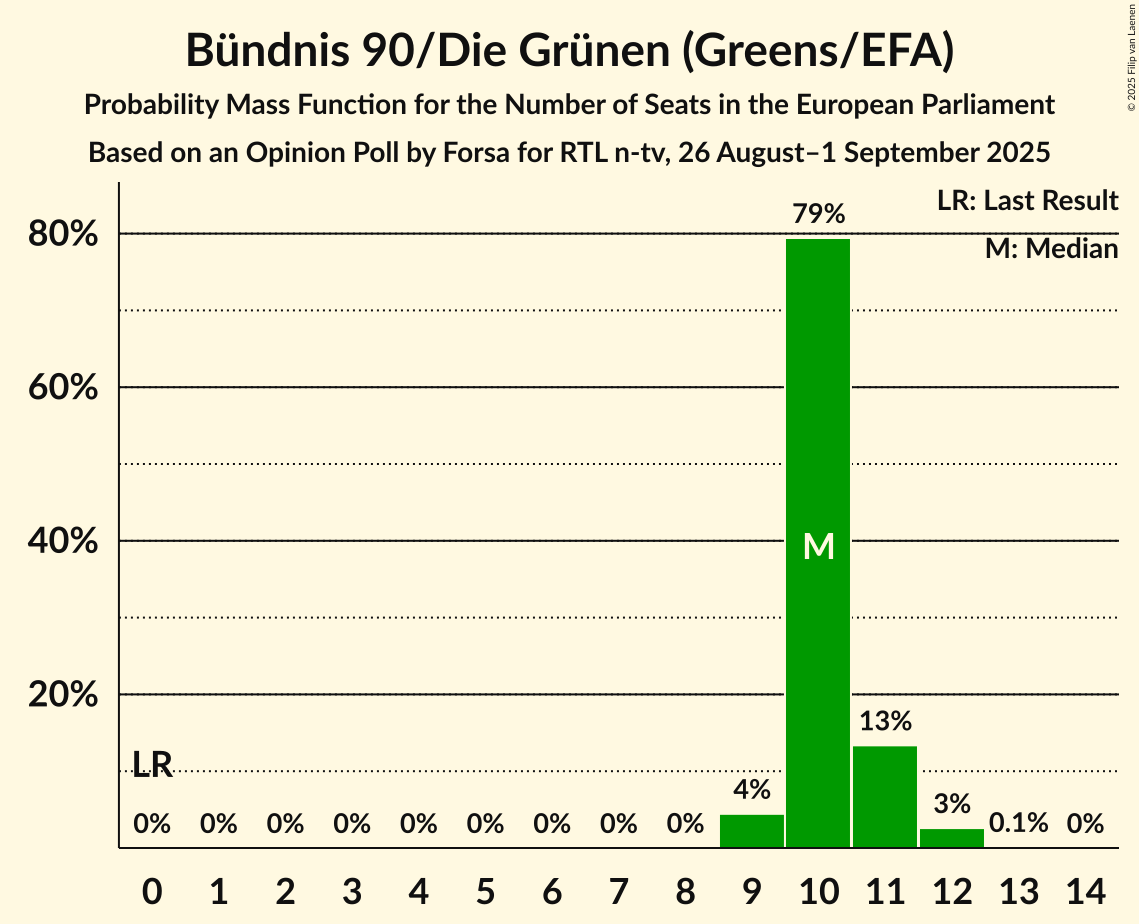 Bündnis 90/Die Grünen (Greens/EFA)
Probability Mass Function for the Number of Seats in the European Parliament
Based on an Opinion Poll by Forsa for RTL n-tv, 26 August–1 September 2025
© 2025 Filip van Laenen
LR: Last Result
M: Median
80%
60%
40%
20%
79%
M
13%
LR
4%
3%
0% 0% 0% 0% 0% 0% 0% 0% 0% 0.1% 0%
0 1 2 3 4 5 6 7 8 9 10 11 12 13 14